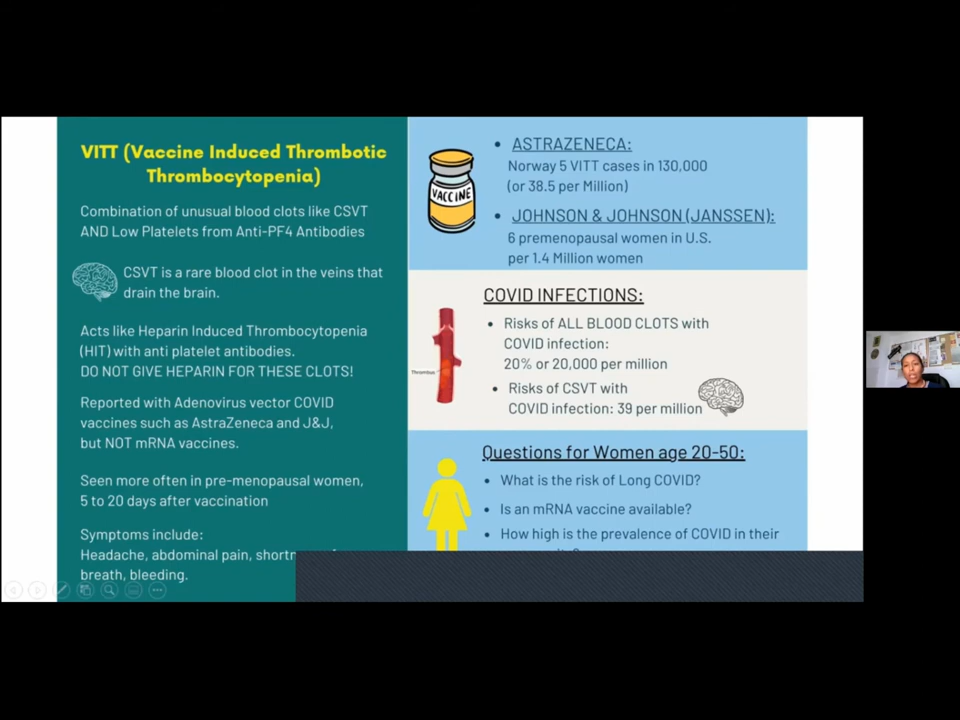 VITT (Vaccine Induced Thrombotic
Thrombocytopenia)
Combination of unusual blood clots like CSVT
AND Low Platelets from Anti-PF4 Antibodies
CSVT is a rare blood clot in the veins that
drain the brain.
Acts like Heparin Induced Thrombocytopenia
(HIT) with anti platelet antibodies.
DO NOT GIVE HEPARIN FOR THESE CLOTS!
Reported with Adenovirus vector COVID
vaccines such as AstraZeneca and J&J,
but NOT mRNA vaccines.
Seen more often in pre-menopausal women,
5 to 20 days after vaccination
Symptoms include:
Headache, abdominal pain,
breath, bleeding.
VACCINE
• ASTRAZENECA:
Norway 5 VITT cases in 130,000
(or 38.5 per Million)
• JOHNSON & JOHNSON (JANSSEN):
6 premenopausal women in U.S.
per 1.4 Million women
COVID INFECTIONS:
• Risks of ALL BLOOD CLOTS with
COVID infection:
20% or 20,000 per million
• Risks of CSVT with
COVID infection: 39 per million
Thrombus
Questions for Women age 20-50:
• What is the risk of Long COVID?
• Is an mRNA vaccine available?
• How high is the prevalence of COVID in their